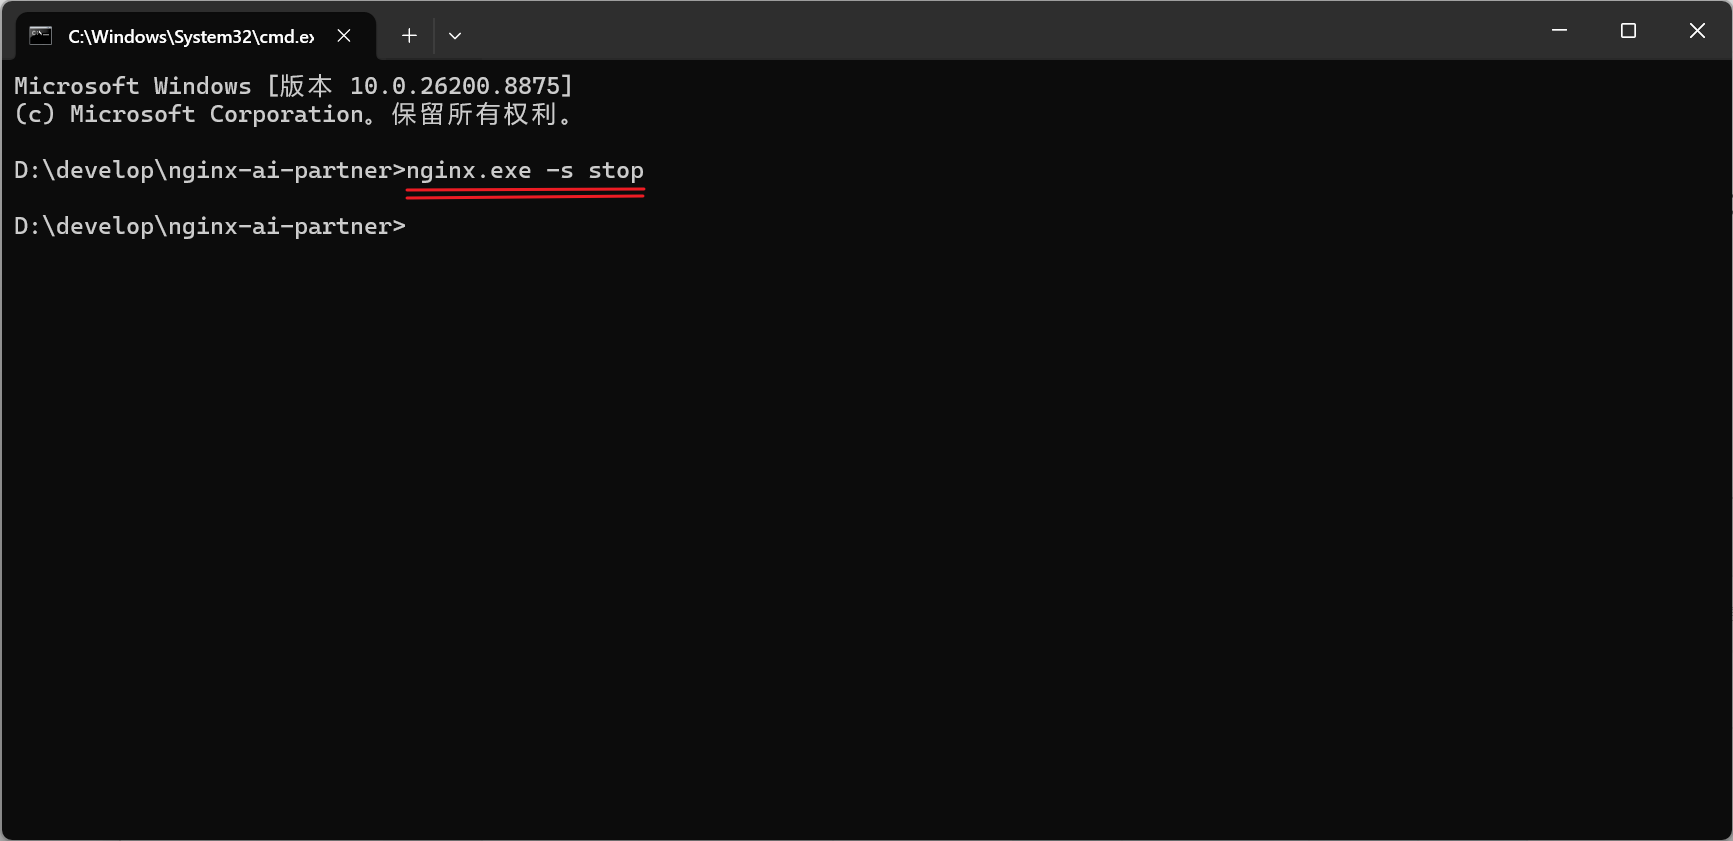 C:\Windows\System32\cmd.ex
Microsoft Windows [版本 10.0.26200.8875]
(c) Microsoft Corporation。保留所有权利。
D:\develop\nginx-ai-partner>nginx.exe -s stop
D:\develop\nginx-ai-partner>